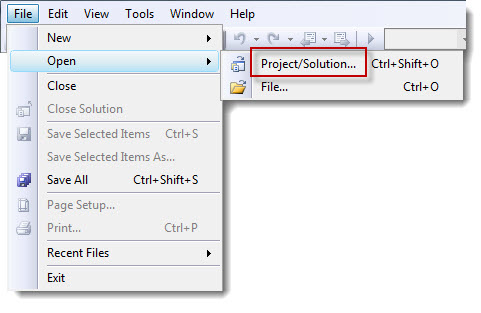 File Edit View Tools Window Help
New
Open
Project/Solution... Ctrl+Shift+O
File... Ctrl+O
Close
Close Solution
Save Selected Items Ctrl+S
Save Selected Items As...
Save All Ctrl+Shift+S
Page Setup...
Print... Ctrl+P
Recent Files
Exit